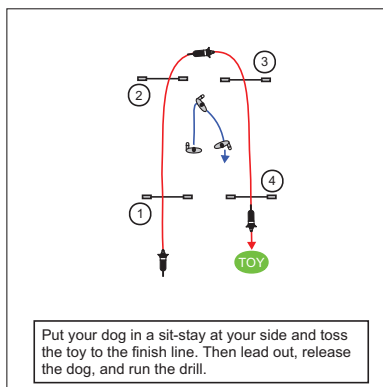 3
2
4
1
TOY
Put your dog in a sit-stay at your side and toss
the toy to the finish line. Then lead out, release
the dog, and run the drill.